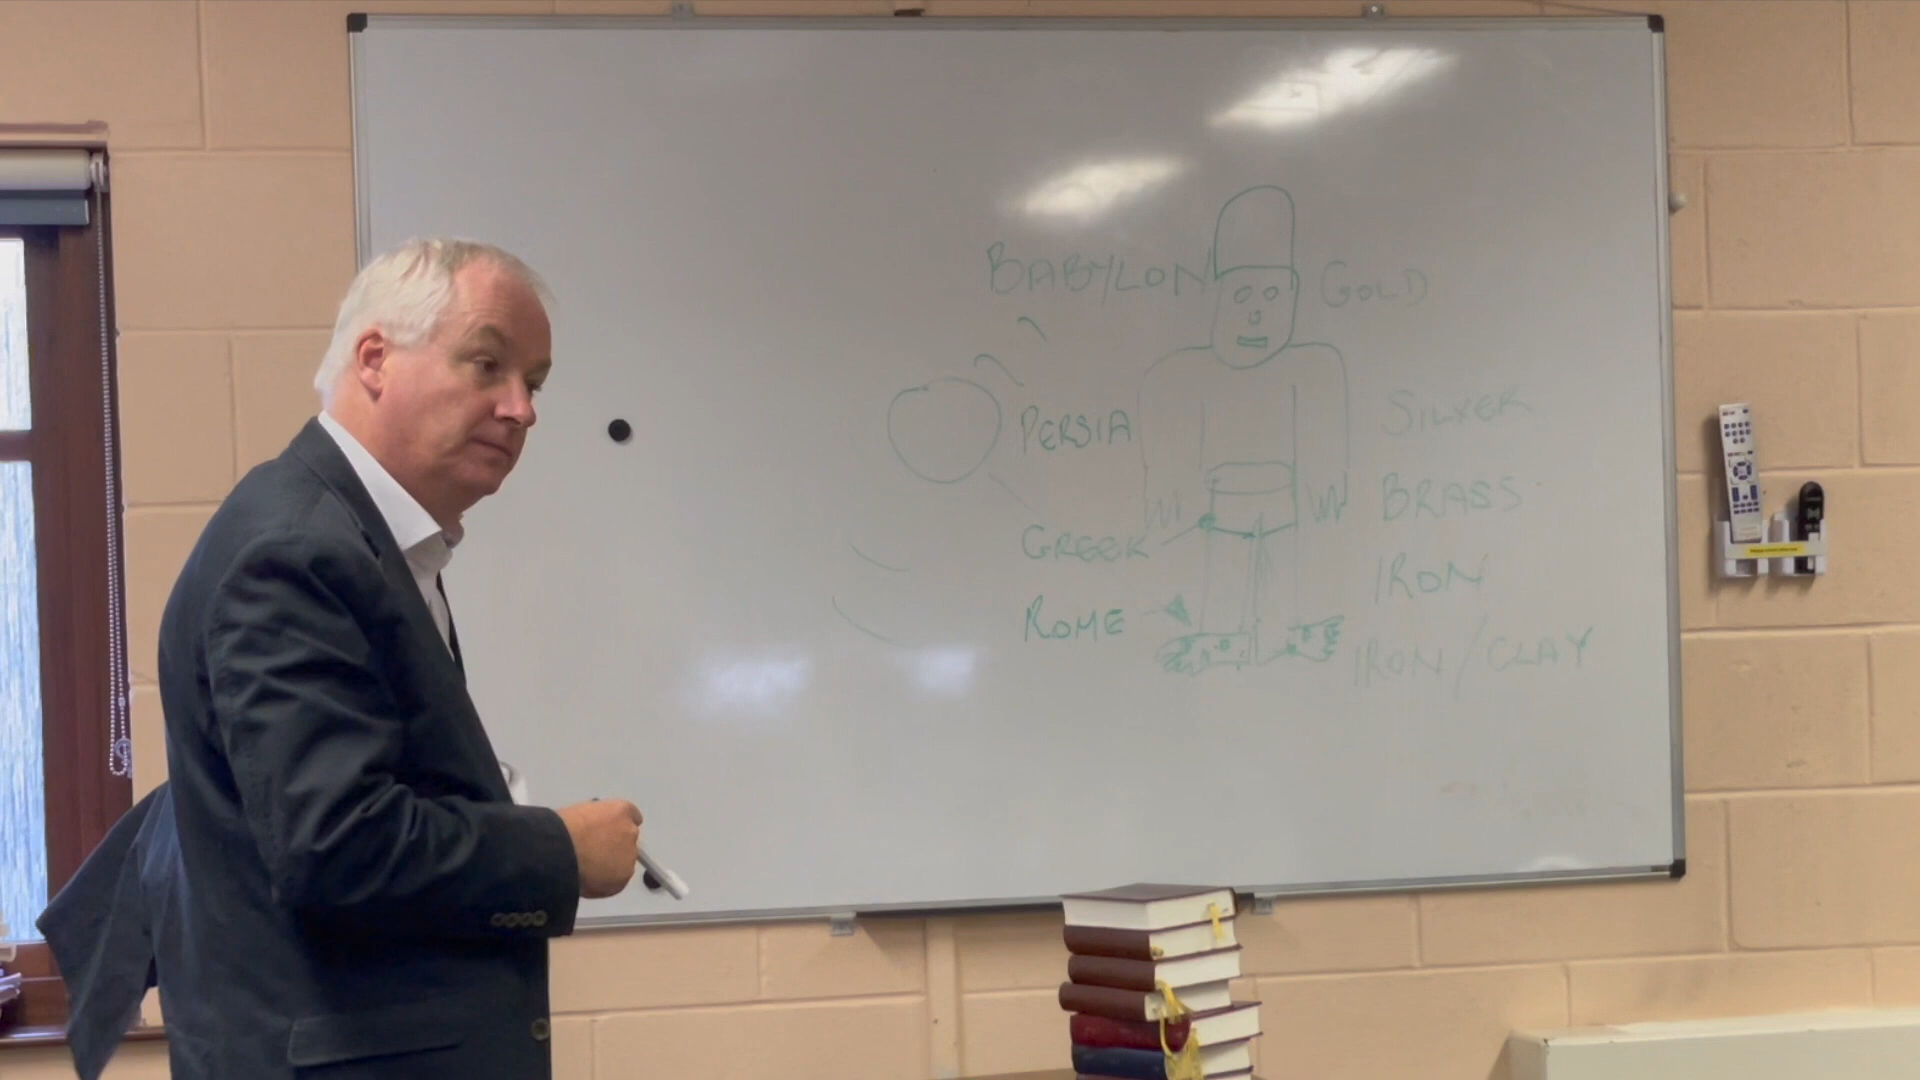 BABYLON GOLD
PERSIA SILVER
BRASS
GREEK
IRON
ROME
IRON/CLAY